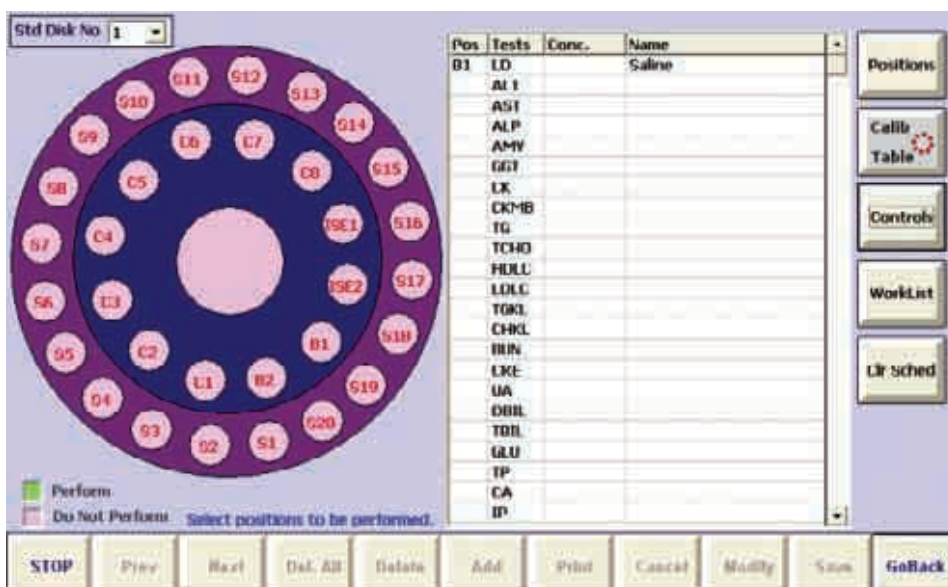 Std Disk No 1
Pos Tests Conc. Name
B1 LD Saline
ALT
AST
ALP
AMY
GGT
CK
CKMB
TG
TCHO
HDLC
LDLC
TGKL
CHKL
BUN
CRE
UA
DBIL
TBIL
GLU
TP
CA
IP
S11 S12
S10 S13
S9 S14
C6 C7
S8 C5 C8 S15
S7 C4 ISE1 S16
S6 C3 ISE2 S17
S5 C2 B1 S18
S4 C1 B2 S19
S3 S2 S1 S20
Perform
Do Not Perform
Select positions to be performed.
Positions
Calib
Table
Controls
WorkList
Clr Sched
STOP Prev Next Del. All Delete Add Print Cancel Modify Save GoBack